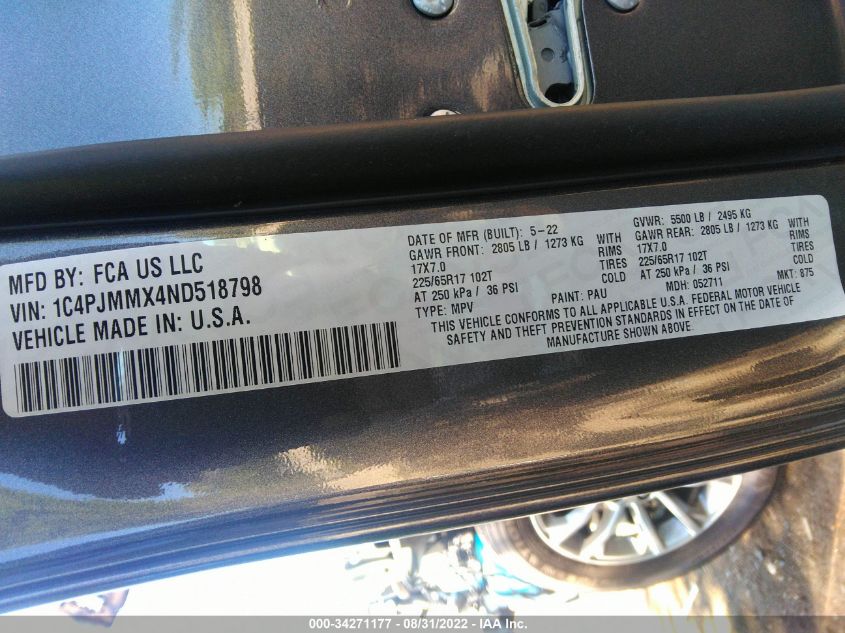 MFD BY: FCA US LLC
VIN: 1C4PJMMX4ND518798
VEHICLE MADE IN: U.S.A.
DATE OF MFR (BUILT): 5-22
GAWR FRONT: 2805 LB / 1273 KG WITH
17X7.0 RIMS
225/65R17 102T TIRES
AT 250 kPa / 36 PSI COLD
TYPE: MPV
PAINT: PAU
GVWR: 5500 LB / 2495 KG
GAWR REAR: 2805 LB / 1273 KG WITH
17X7.0 RIMS
225/65R17 102T TIRES
AT 250 kPa / 36 PSI COLD
MDH: 052711
MKT: 875
THIS VEHICLE CONFORMS TO ALL APPLICABLE U.S.A. FEDERAL MOTOR VEHICLE
SAFETY AND THEFT PREVENTION STANDARDS IN EFFECT ON THE DATE OF
MANUFACTURE SHOWN ABOVE.
000-34271177 - 08/31/2022 - IAA Inc.